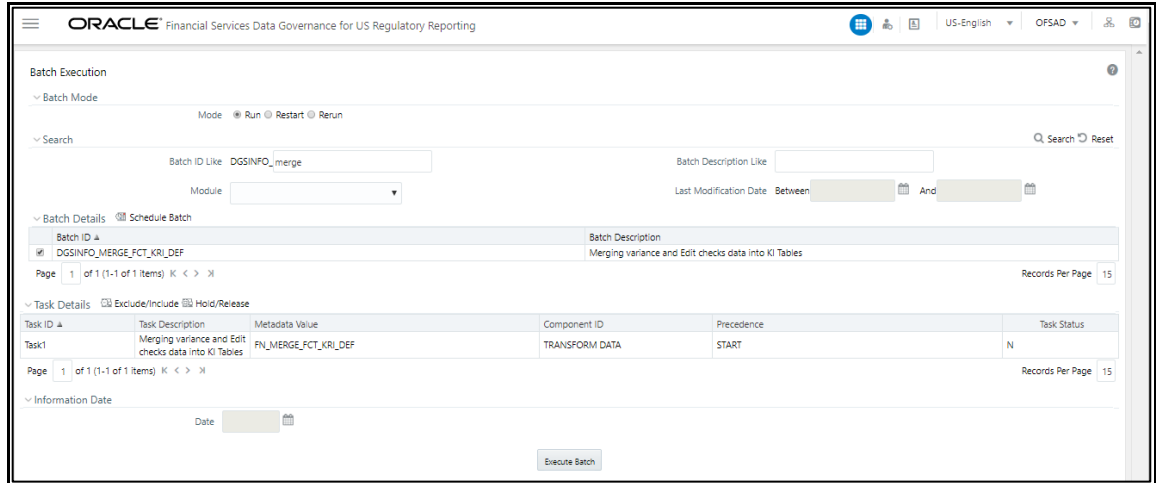 ORACLE® Financial Services Data Governance for US Regulatory Reporting US-English OFSAD
Batch Execution
Batch Mode
Mode Run Restart Rerun
Search Search Reset
Batch ID Like DGSINFO_ merge Batch Description Like
Module Last Modification Date Between And
Batch Details Schedule Batch
Batch ID Batch Description
DGSINFO_MERGE_FCT_KRI_DEF Merging variance and Edit checks data into KI Tables
Page 1 of 1 (1-1 of 1 items) Records Per Page 15
Task Details Exclude/Include Hold/Release
Task ID Task Description Metadata Value Component ID Precedence Task Status
Task1 Merging variance and Edit FN_MERGE_FCT_KRI_DEF TRANSFORM DATA START N
checks data into KI Tables
Page 1 of 1 (1-1 of 1 items) Records Per Page 15
Information Date
Date
Execute Batch